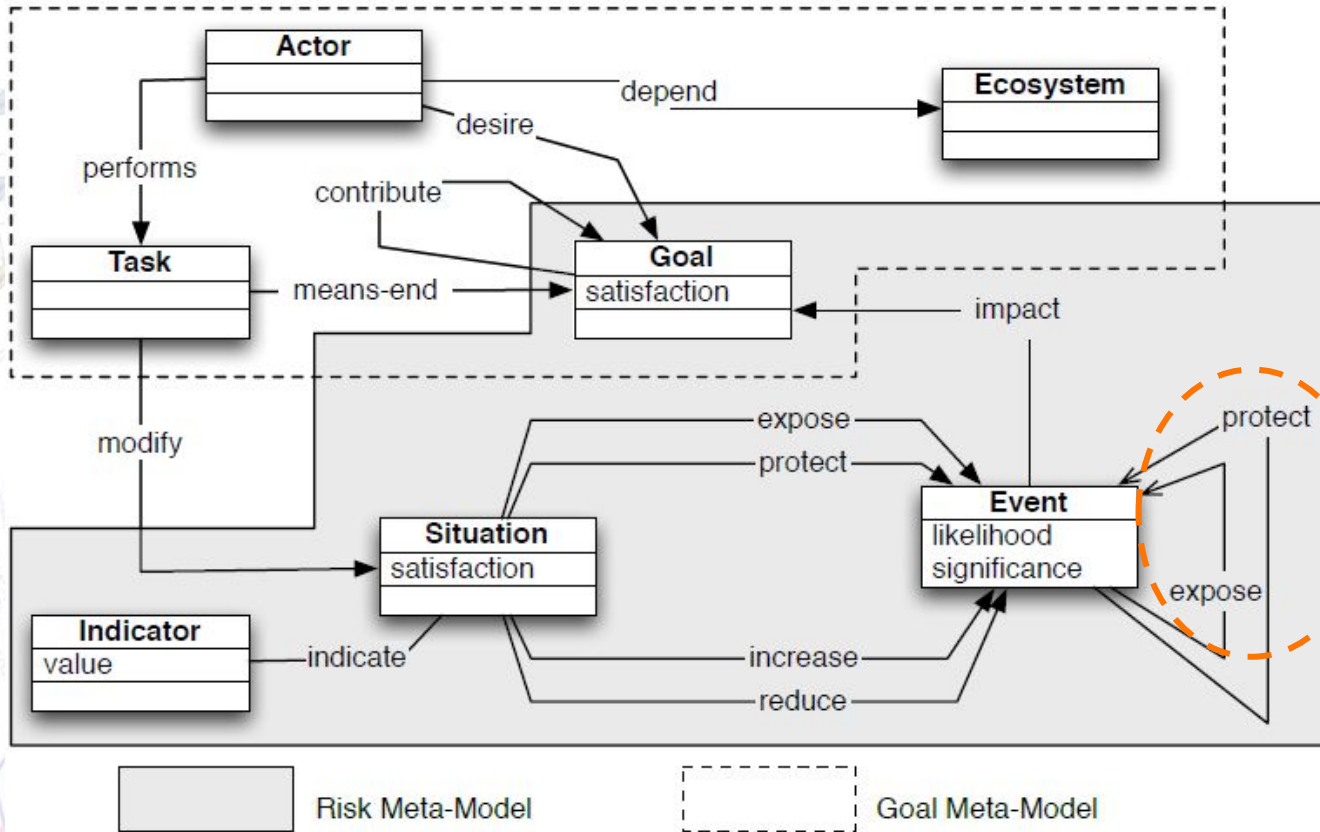 Actor
Ecosystem
depend
desire
performs
contribute
Task
Goal
means-end
satisfaction
impact
modify
expose
protect
protect
Event
Situation
likelihood
satisfaction
significance
expose
Indicator
value
indicate
increase
reduce
Risk Meta-Model
Goal Meta-Model